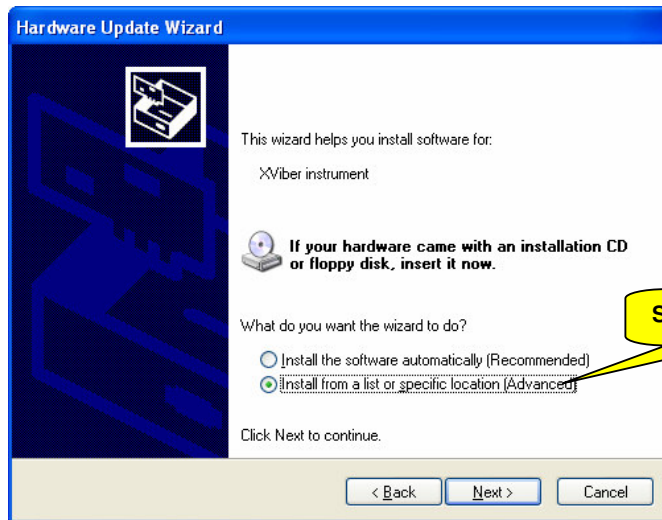 Hardware Update Wizard
This wizard helps you install software for:
XViber instrument
If your hardware came with an installation CD
or floppy disk, insert it now.
What do you want the wizard to do?
Install the software automatically (Recommended)
Install from a list or specific location (Advanced)
Click Next to continue.
< Back
Next >
Cancel